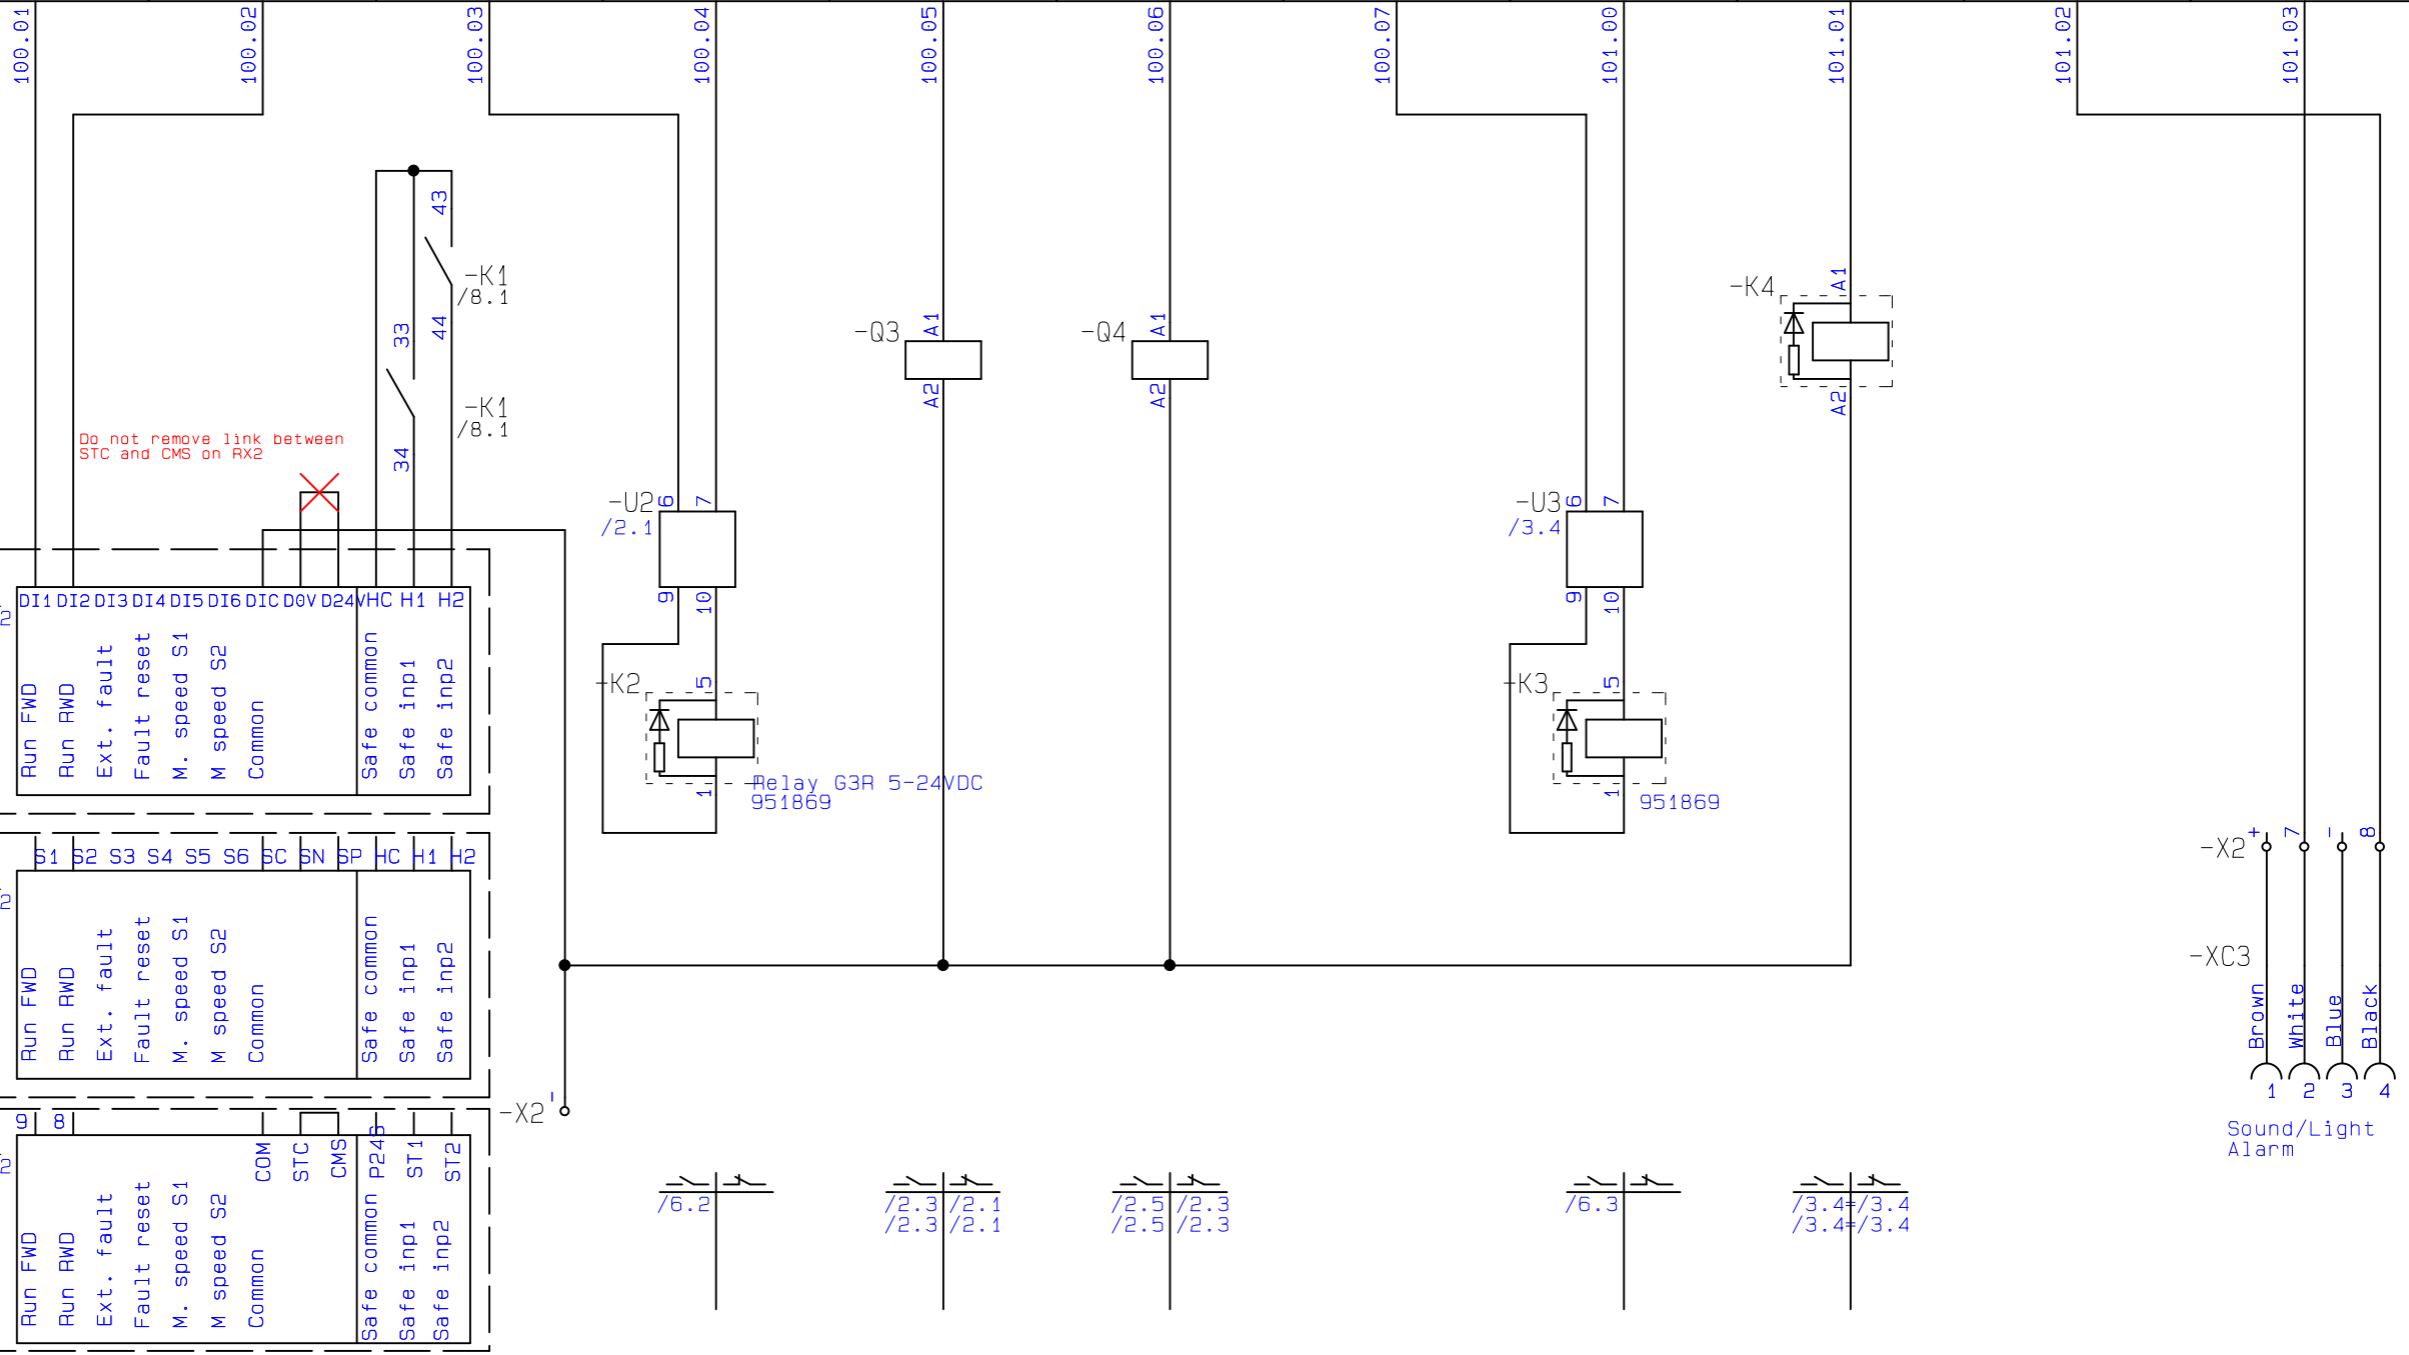 100.01
100.02
100.03
100.04
100.05
100.06
100.07
101.00
101.01
101.02
101.03
43
-K1
/8.1
44
33
-K1
/8.1
34
Do not remove link between
STC and CMS on RX2
-Q3
A1
A2
-Q4
A1
A2
-K4
A1
A2
-U2
/2.1
6
7
9
10
-U3
/3.4
6
7
9
10
DI1 DI2 DI3 DI4 DI5 DI6 DIC D0V D24V HC H1 H2
Run FWD
Run RWD
Ext. fault
Fault reset
M. speed S1
M speed S2
Common
Safe common
Safe inp1
Safe inp2
-K2
5
1
Relay G3R 5-24VDC
951869
-K3
5
1
951869
S1 S2 S3 S4 S5 S6 SC SN SP HC H1 H2
Run FWD
Run RWD
Ext. fault
Fault reset
M. speed S1
M speed S2
Common
Safe common
Safe inp1
Safe inp2
-X2
+
7
-
8
-XC3
Brown
White
Blue
Black
1
2
3
4
Sound/Light
Alarm
-X2
-
9
8
COM
STC
CMS
P24S
ST1
ST2
Run FWD
Run RWD
Ext. fault
Fault reset
M. speed S1
M speed S2
Common
Safe common
Safe inp1
Safe inp2
/6.2
/2.3 /2.1
/2.3 /2.1
/2.5 /2.3
/2.5 /2.3
/6.3
/3.4 /3.4
/3.4 /3.4